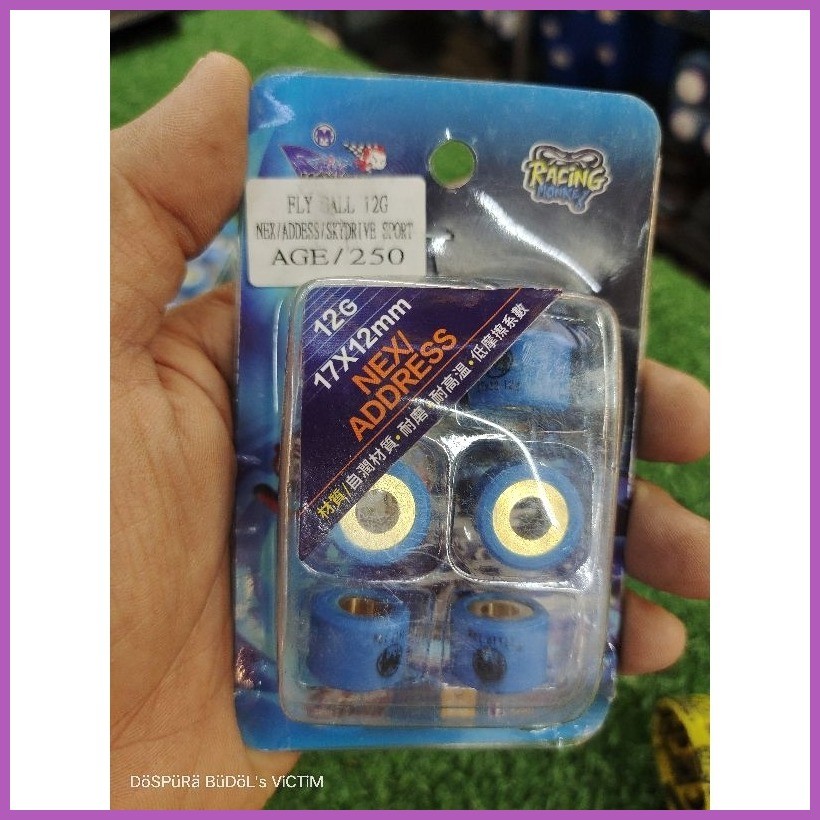 RACING
MONKEY
FLY BALL 12G
NEX/ADDESS/SKYDRIVE SPORT
AGE/250
12G
17X12mm
NEX/
ADDRESS
材質/自潤材質•耐磨•耐高溫•低摩擦系數
DöSPüRä BüDöL's ViCTiM